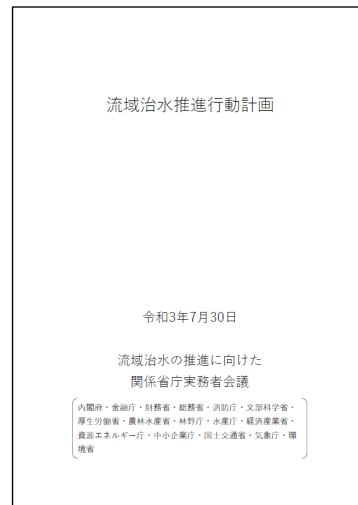 流域治水推進行動計画
令和3年7月30日
流域治水の推進に向けた
関係省庁実務者会議
内閣府・金融庁・財務省・総務省・消防庁・文部科学省・
厚生労働省・農林水産省・林野庁・水産庁・経済産業省・
資源エネルギー庁・中小企業庁・国土交通省・気象庁・環
境省